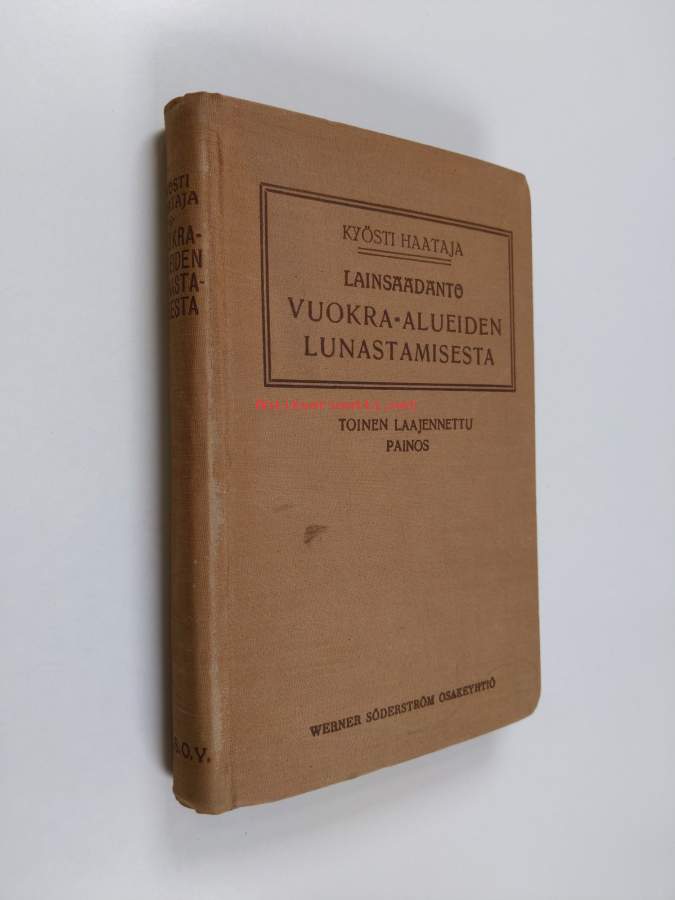 KYÖSTI HAATAJA
LAINSÄÄDÄNTÖ
VUOKRA-ALUEIDEN
LUNASTAMISESTA
TOINEN LAAJENNETTU
PAINOS
WERNER SÖDERSTRÖM OSAKEYHTIÖ